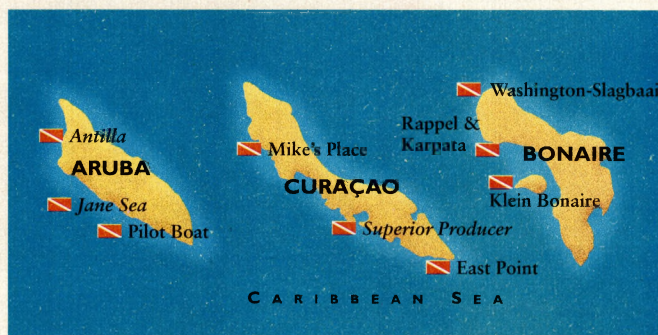 Antilla
ARUBA
Jane Sea
Pilot Boat
Mike's Place
CURAÇAO
Superior Producer
East Point
Washington-Slagbaai
Rappel &
Karpata
BONAIRE
Klein Bonaire
CARIBBEAN SEA